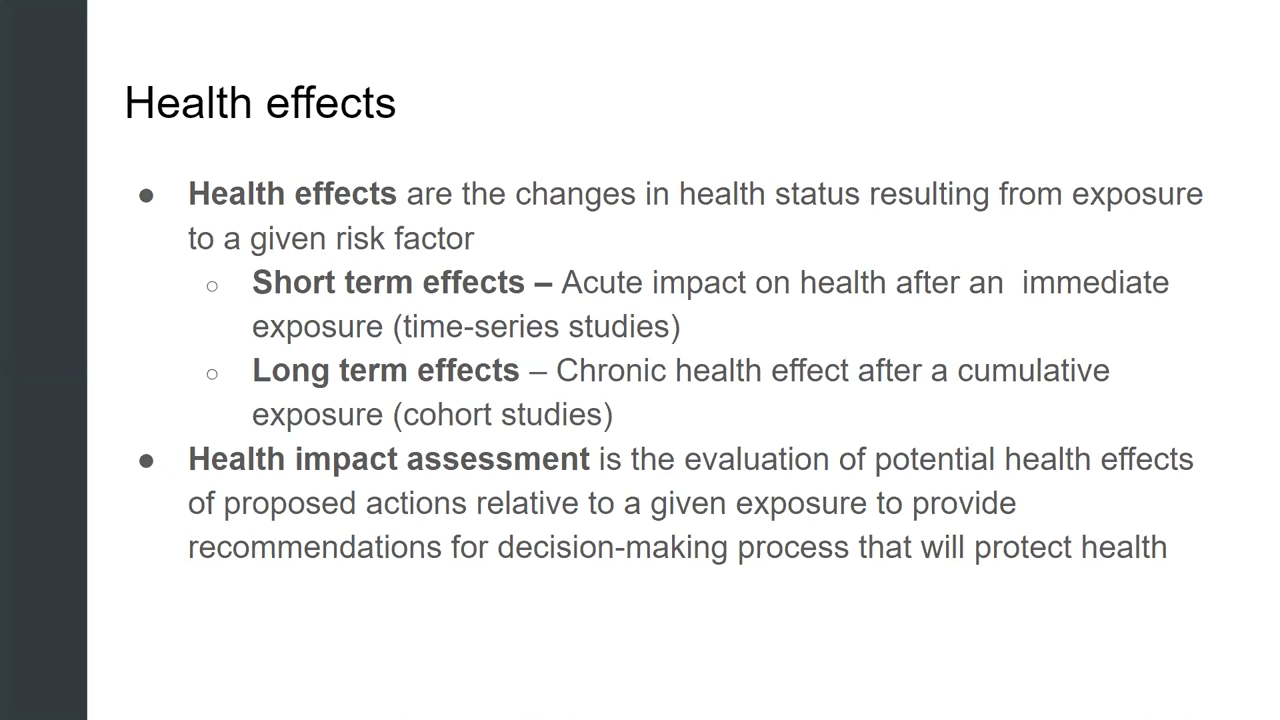 Health effects
● Health effects are the changes in health status resulting from exposure
to a given risk factor
○ Short term effects – Acute impact on health after an  immediate
exposure (time-series studies)
○ Long term effects – Chronic health effect after a cumulative
exposure (cohort studies)
● Health impact assessment is the evaluation of potential health effects
of proposed actions relative to a given exposure to provide
recommendations for decision-making process that will protect health